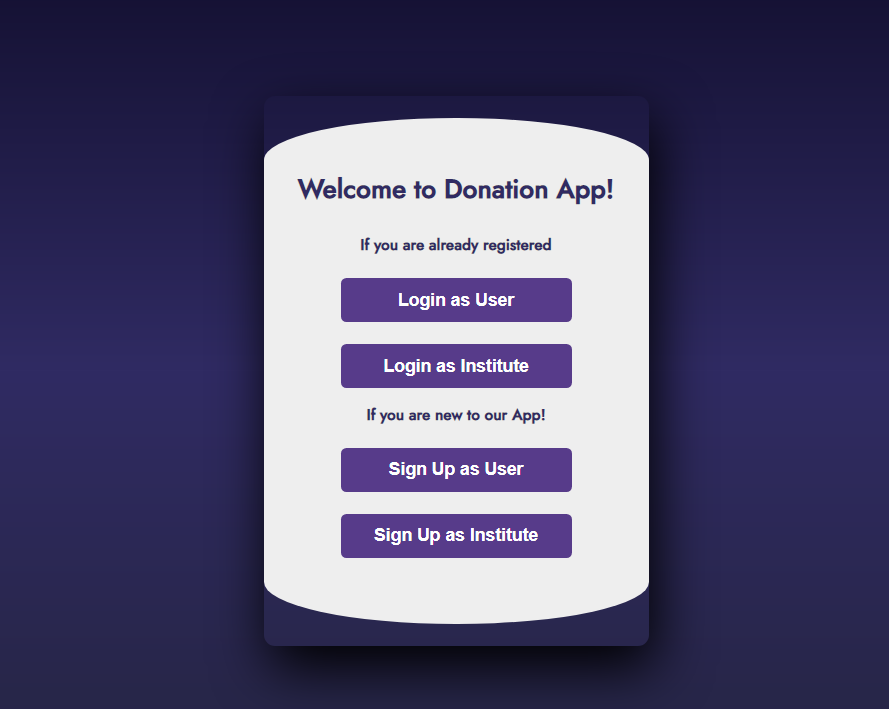 Welcome to Donation App!
If you are already registered
Login as User
Login as Institute
If you are new to our App!
Sign Up as User
Sign Up as Institute